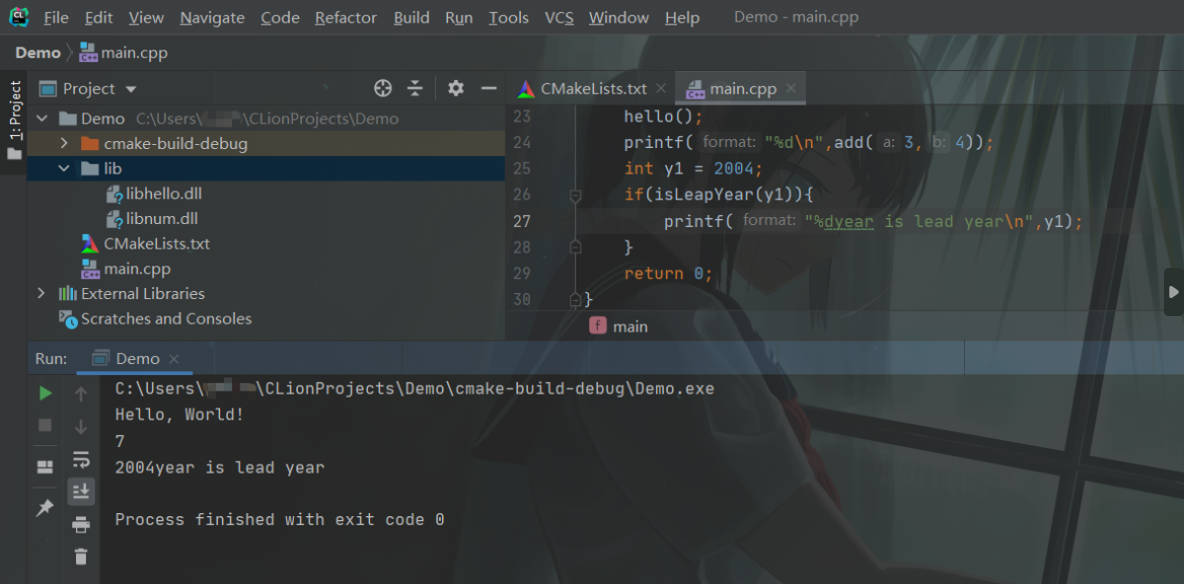 File Edit View Navigate Code Refactor Build Run Tools VCS Window Help Demo - main.cpp
Demo main.cpp
1: Project
Project
CMakeLists.txt main.cpp
Demo C:\Users\ \CLionProjects\Demo
cmake-build-debug
lib
libhello.dll
libnum.dll
CMakeLists.txt
main.cpp
External Libraries
Scratches and Consoles
23 hello();
24 printf( format: "%d\n",add( a: 3, b: 4));
25 int y1 = 2004;
26 if(isLeapYear(y1)){
27 printf( format: "%dyear is lead year\n",y1);
28 }
29 return 0;
30 }
f main
Run: Demo
C:\Users\ \CLionProjects\Demo\cmake-build-debug\Demo.exe
Hello, World!
7
2004year is lead year
Process finished with exit code 0